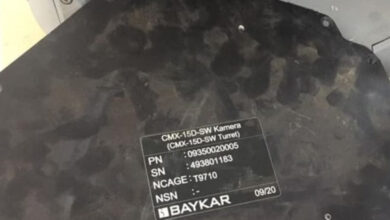 CMX-15D-SW Kamera
(CMX-15D-SW Turret)
PN : 09350020005
SN : 493801183
NCAGE: T9710
NSN : -
BAYKAR 09/20